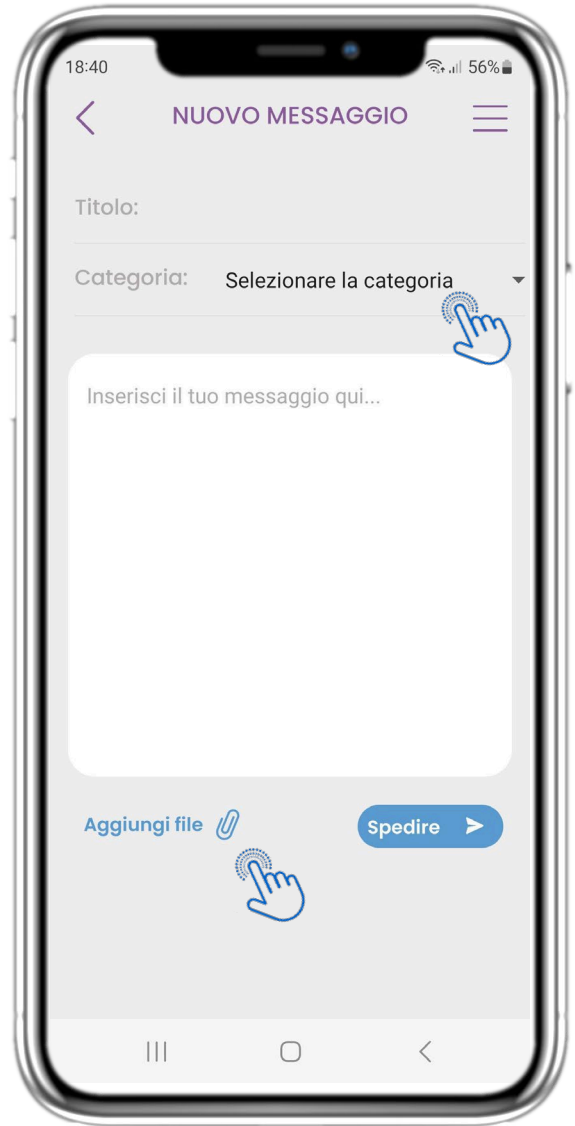 18:40 56%
NUOVO MESSAGGIO
Titolo:
Categoria: Selezionare la categoria
Inserisci il tuo messaggio qui...
Aggiungi file Spedire